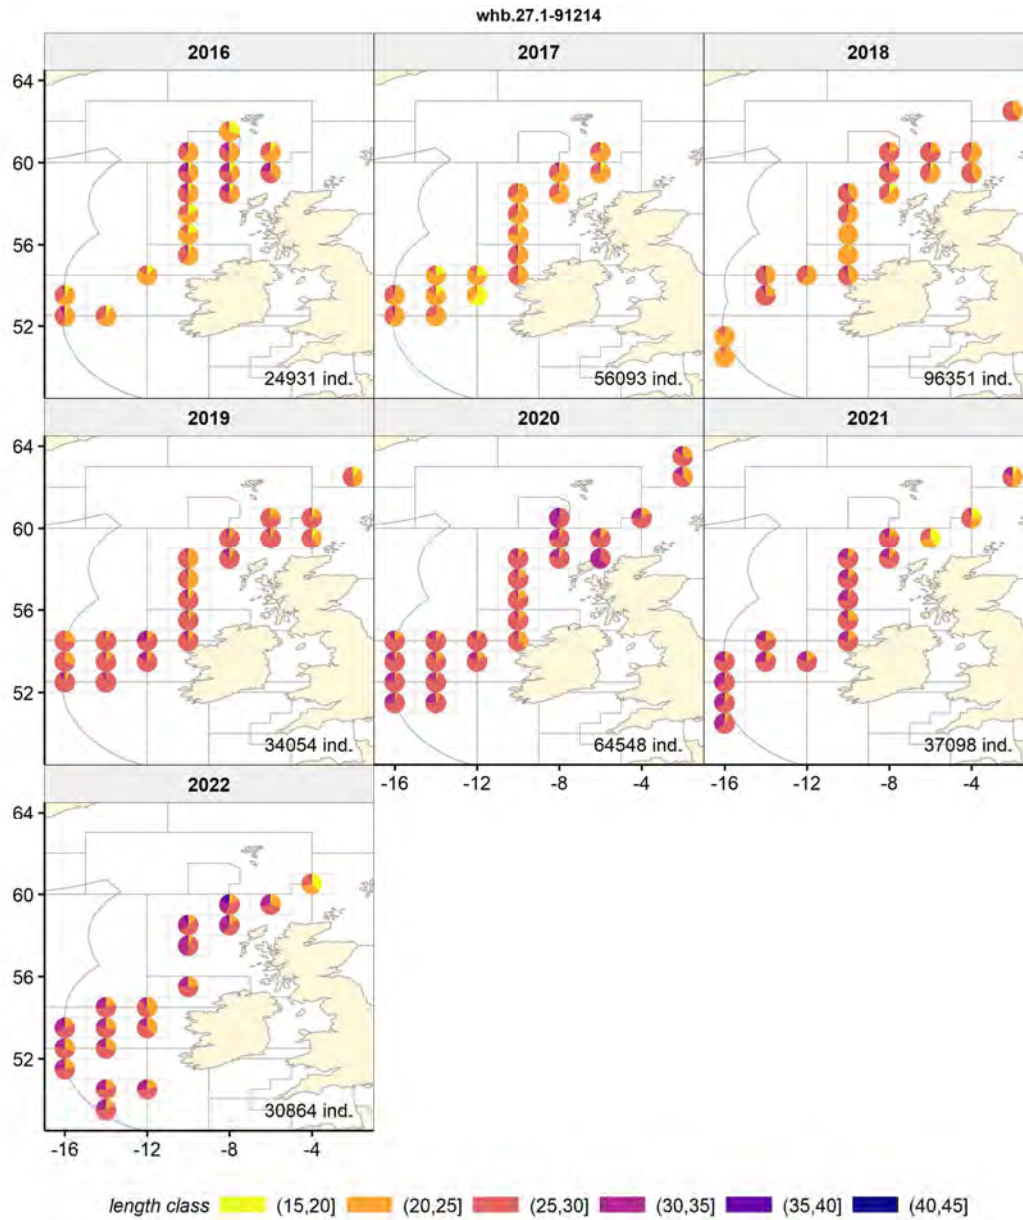 whb.27.1-91214
2016 2017 2018
64
60
56
52
24931 ind. 56093 ind. 96351 ind.
2019 2020 2021
64
60
56
52
34054 ind. 64548 ind. 37098 ind.
-16 -12 -8 -4 -16 -12 -8 -4
2022
64
60
56
52
30864 ind.
-16 -12 -8 -4
length class (15,20] (20,25] (25,30] (30,35] (35,40] (40,45]